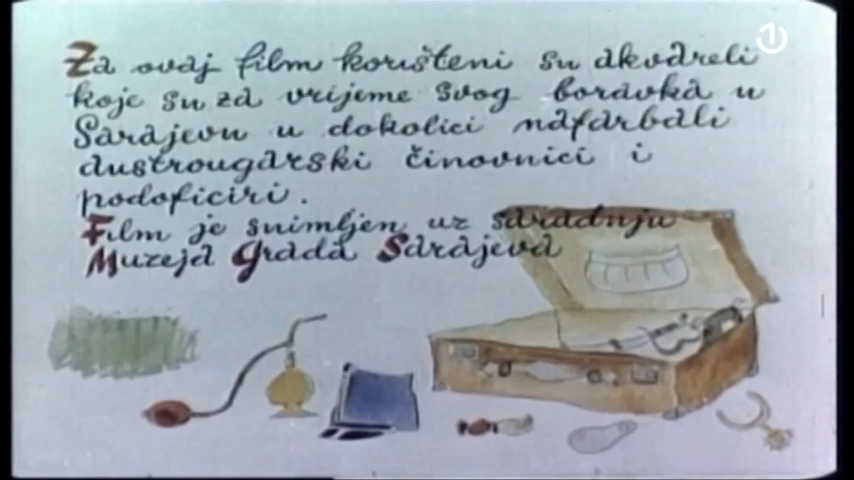 Za ovaj film korišteni su akvareli
koje su za vrijeme svog boravka u
Sarajevu u dokolici nafarbali
austrougarski činovnici i
podoficiri.
Film je snimljen uz saradnju
Muzeja Grada Sarajeva
1